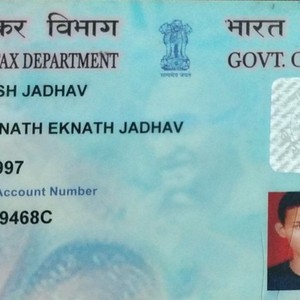 कर विभाग भारत
TAX DEPARTMENT GOVT. O
SH JADHAV
NATH EKNATH JADHAV
997
Account Number
9468C